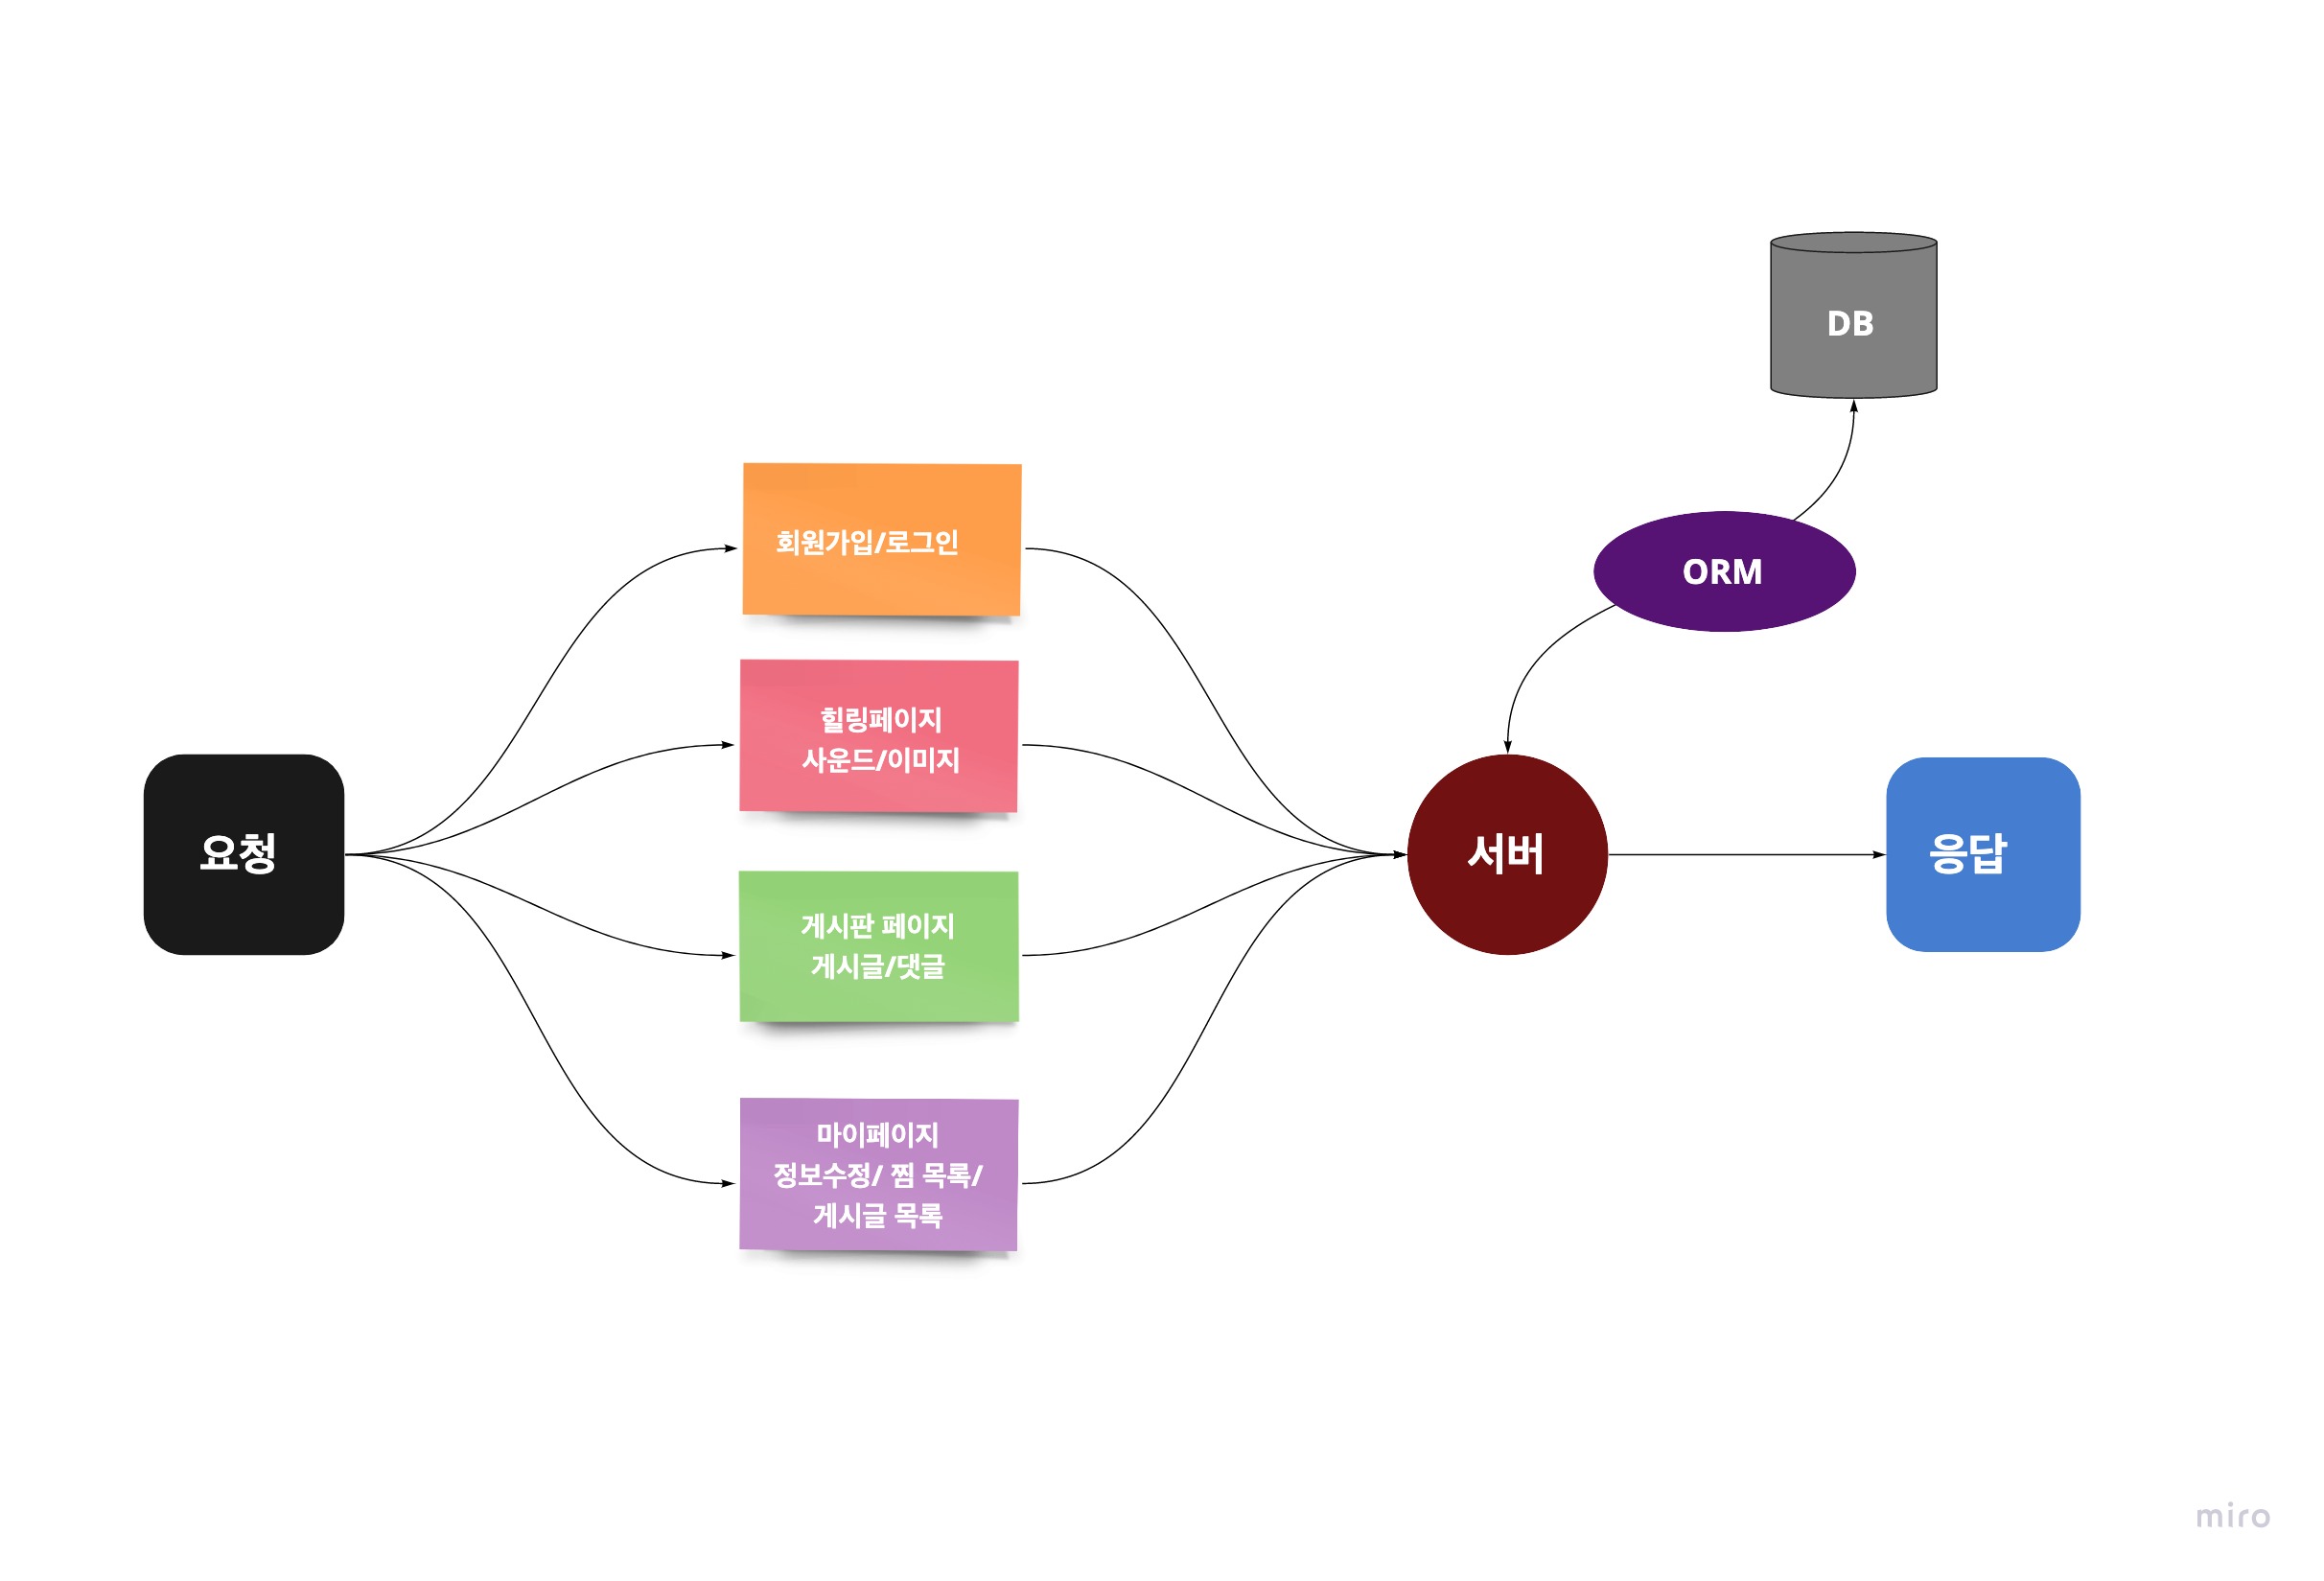 요청
회원가입/로그인
힐링페이지
사운드/이미지
게시판 페이지
게시글/댓글
마이페이지
정보수정/ 찜 목록/
게시글 목록
서버
ORM
DB
응답
miro